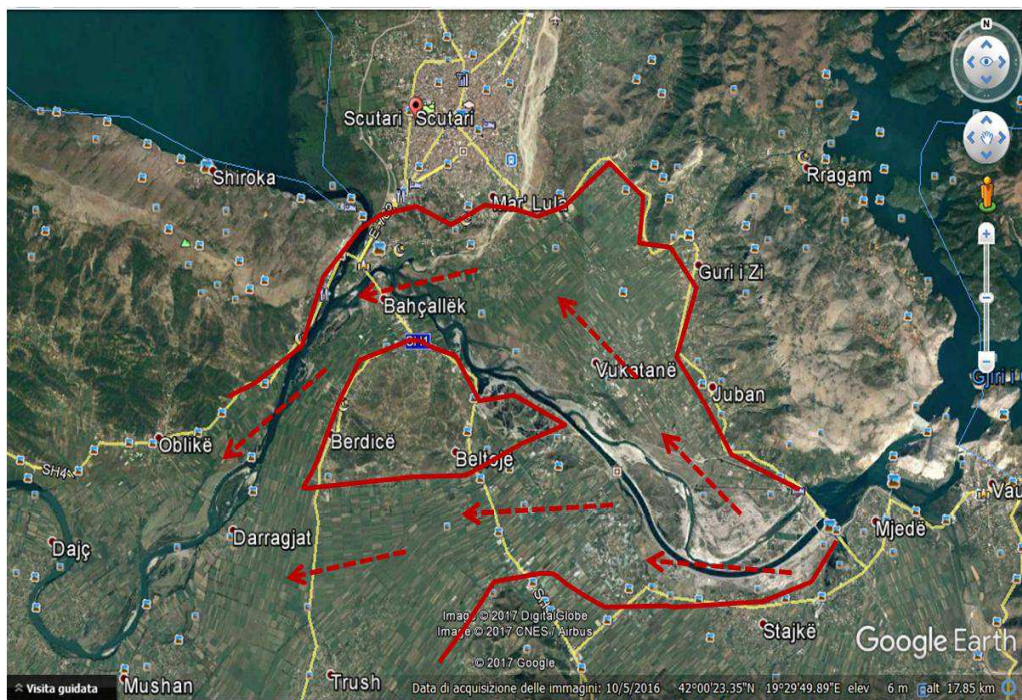 N
Scutari - Scutari
Shiroka
Rragam
Mar' Lula
Guri i Zi
Bahçallëk
Vukatanë
Gjiri i
Juban
Oblikë
Berdicë
Beltoje
SH4
Vau
Mjedë
Darragjat
Dajç
Stajkë
Image © 2017 DigitalGlobe
Image © 2017 CNES / Airbus
© 2017 Google
Google Earth
Mushan
Trush
Visita guidata
Data di acquisizione delle immagini: 10/5/2016 42°00'23.35"N 19°29'49.89"E elev 6 m alt 17.85 km